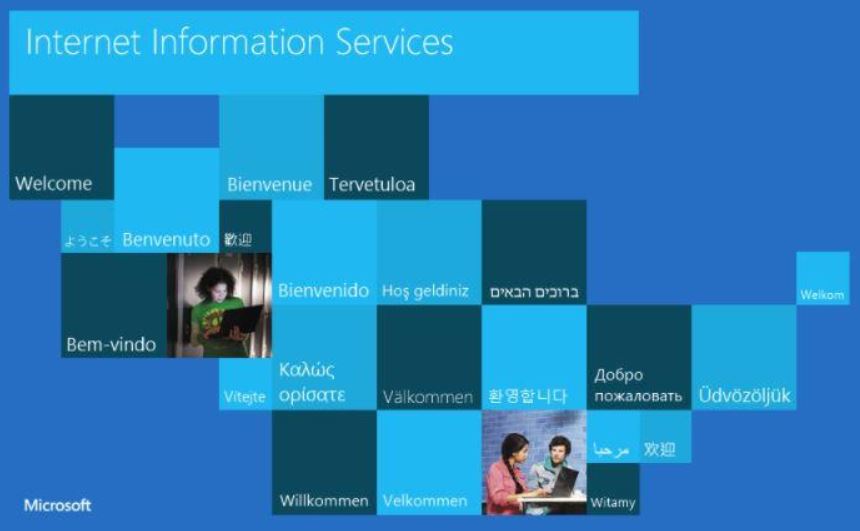 Internet Information Services
Welcome
Bienvenue
Tervetuloa
ようこそ
Benvenuto
歡迎
Bienvenido
Hoş geldiniz
ברוכים הבאים
Welkom
Bem-vindo
Vítejte
Καλώς
ορίσατε
Välkommen
환영합니다
Добро
пожаловать
Üdvözöljük
مرحبا
欢迎
Willkommen
Velkommen
Witamy
Microsoft